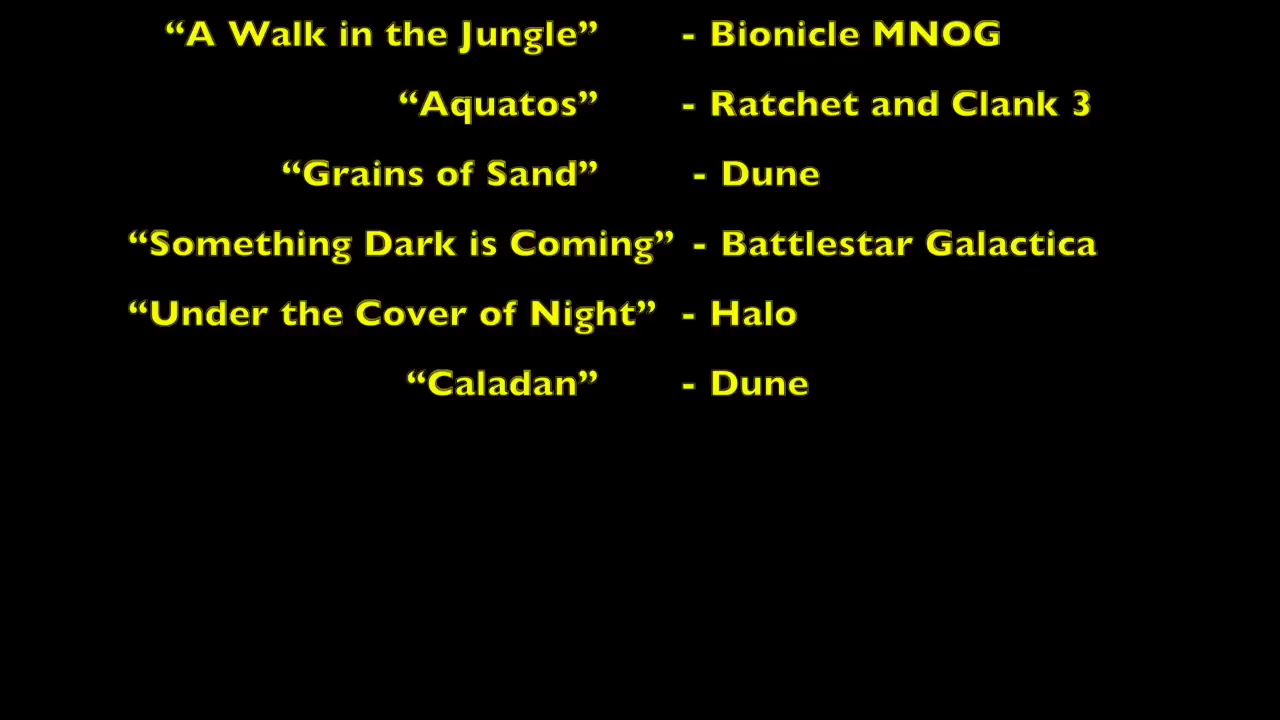 “A Walk in the Jungle” - Bionicle MNOG
“Aquatos” - Ratchet and Clank 3
“Grains of Sand” - Dune
“Something Dark is Coming” - Battlestar Galactica
“Under the Cover of Night” - Halo
“Caladan” - Dune